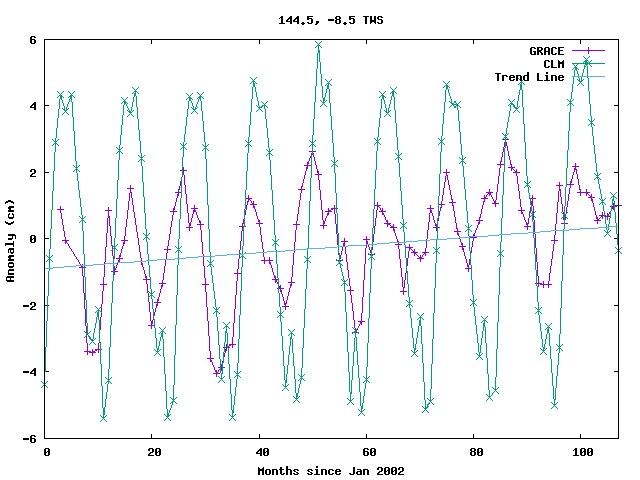 144.5, -8.5 TWS
GRACE
CLM
Trend Line
6
4
2
0
-2
-4
-6
Anomaly (cm)
0 20 40 60 80 100
Months since Jan 2002